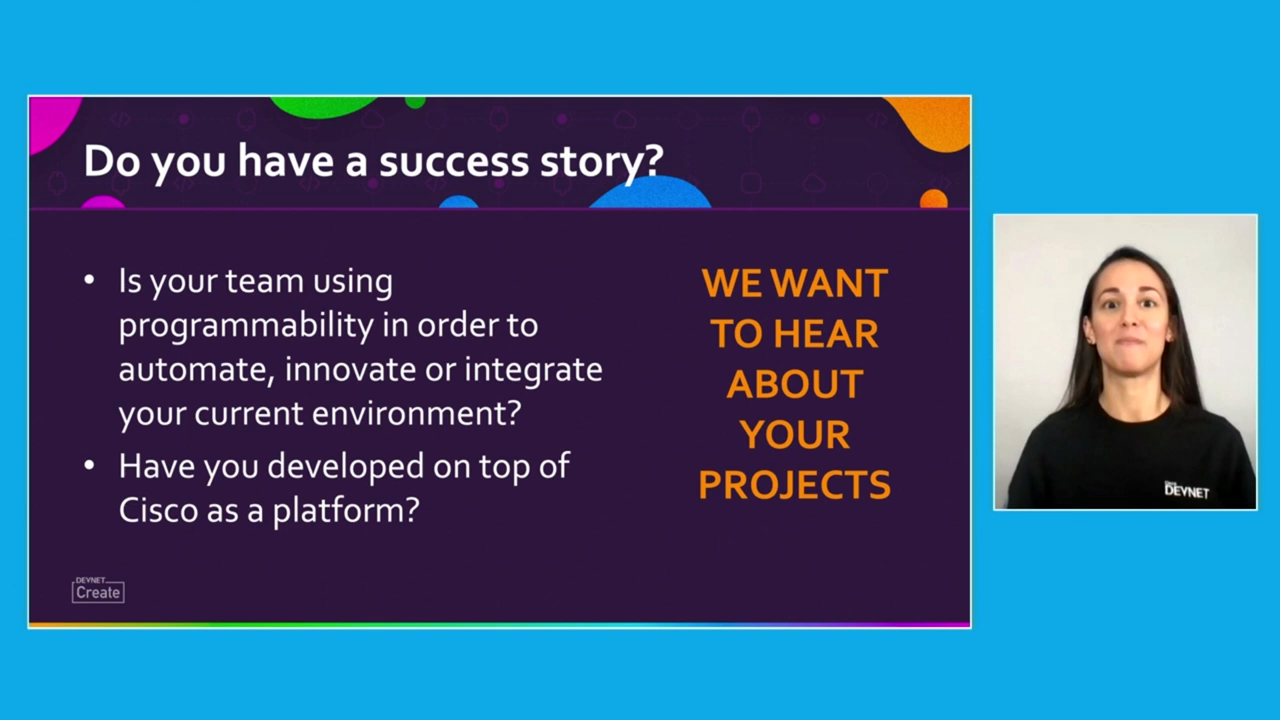 Do you have a success story?
• Is your team using
programmability in order to
automate, innovate or integrate
your current environment?
• Have you developed on top of
Cisco as a platform?
WE WANT
TO HEAR
ABOUT
YOUR
PROJECTS
DEVNET
Create
DEVNET